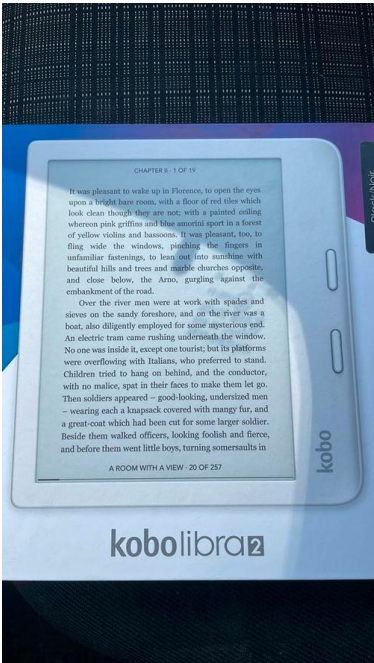 CHAPTER II · 1 OF 19
It was pleasant to wake up in Florence, to open the eyes
upon a bright bare room, with a floor of red tiles which
look clean though they are not; with a painted ceiling
whereon pink griffins and blue amorini sport in a forest
of yellow violins and bassoons. It was pleasant, too, to
fling wide the windows, pinching the fingers in
unfamiliar fastenings, to lean out into sunshine with
beautiful hills and trees and marble churches opposite,
and close below, the Arno, gurgling against the
embankment of the road.
Over the river men were at work with spades and
sieves on the sandy foreshore, and on the river was a
boat, also diligently employed for some mysterious end.
An electric tram came rushing underneath the window.
No one was inside it, except one tourist; but its platforms
were overflowing with Italians, who preferred to stand.
Children tried to hang on behind, and the conductor,
with no malice, spat in their faces to make them let go.
Then soldiers appeared – good-looking, undersized men
– wearing each a knapsack covered with mangy fur, and
a great-coat which had been cut for some larger soldier.
Beside them walked officers, looking foolish and fierce,
and before them went little boys, turning somersaults in
A ROOM WITH A VIEW · 20 OF 257
kobo
Black/Noir
kobo libra 2